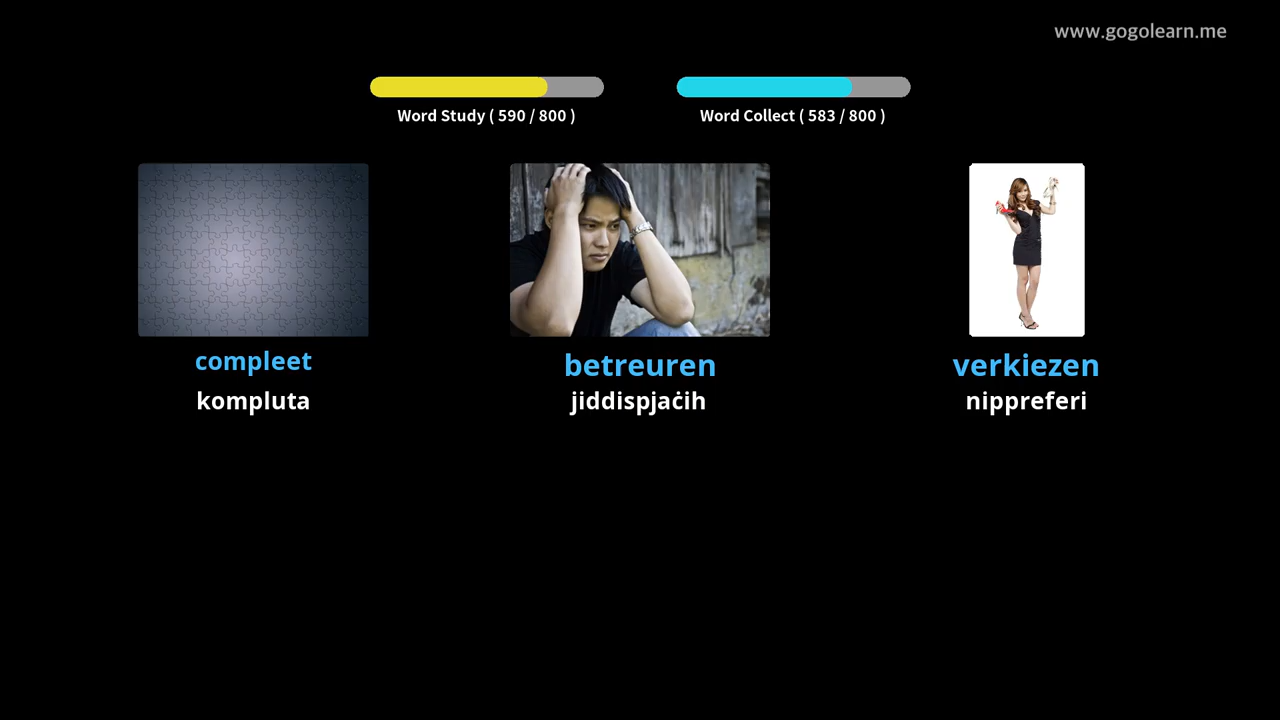 www.gogolearn.me
Word Study ( 590 / 800 )
Word Collect ( 583 / 800 )
compleet
kompluta
betreuren
jiddispjaċih
verkiezen
nippreferi